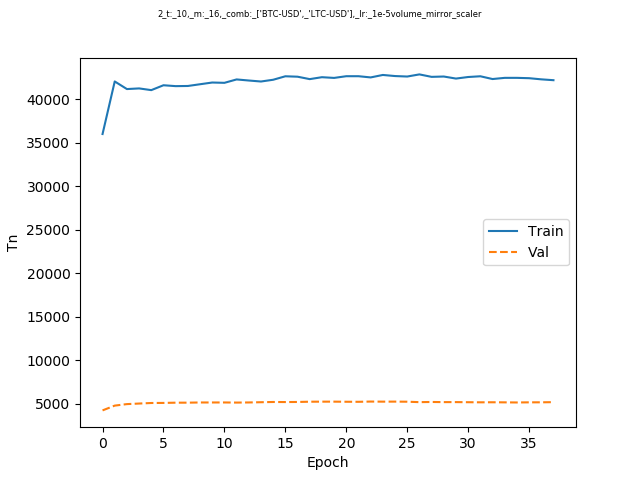 2_t:_10,_m:_16,_comb:_['BTC-USD',_'LTC-USD'],_lr:_1e-5volume_mirror_scaler
40000
35000
30000
25000
20000
15000
10000
5000
Tn
Train
Val
0 5 10 15 20 25 30 35
Epoch